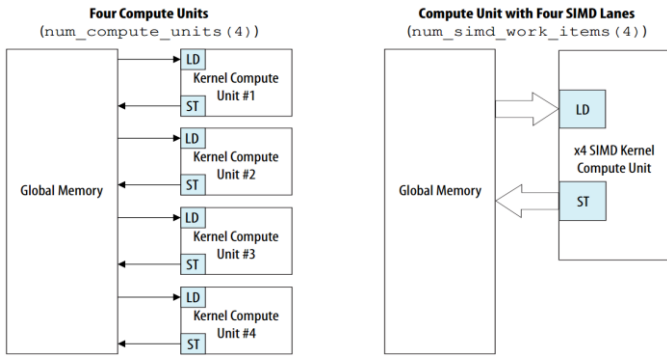 Four Compute Units
(num_compute_units(4))
Global Memory
LD
Kernel Compute
Unit #1
ST
LD
Kernel Compute
Unit #2
ST
LD
Kernel Compute
Unit #3
ST
LD
Kernel Compute
Unit #4
ST
Compute Unit with Four SIMD Lanes
(num_simd_work_items(4))
Global Memory
LD
x4 SIMD Kernel
Compute Unit
ST